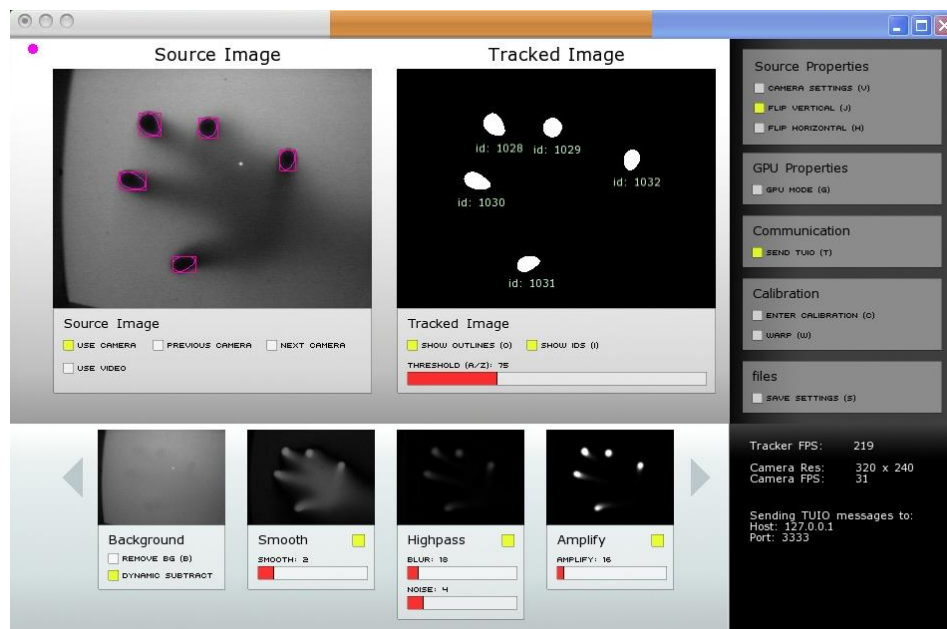 Source Image
Tracked Image
id: 1028
id: 1029
id: 1030
id: 1032
id: 1031
Source Image
USE CAMERA
PREVIOUS CAMERA
NEXT CAMERA
USE VIDEO
Tracked Image
SHOW OUTLINES (O)
SHOW IDS (I)
THRESHOLD (A/Z): 75
Source Properties
CAMERA SETTINGS (V)
FLIP VERTICAL (J)
FLIP HORIZONTAL (H)
GPU Properties
GPU MODE (G)
Communication
SEND TUIO (T)
Calibration
ENTER CALIBRATION (C)
WARP (W)
files
SAVE SETTINGS (S)
Background
REMOVE BG (B)
DYNAMIC SUBTRACT
Smooth
SMOOTH: 2
Highpass
BLUR: 18
NOISE: 4
Amplify
AMPLIFY: 16
Tracker FPS: 219
Camera Res: 320 x 240
Camera FPS: 31
Sending TUIO messages to:
Host: 127.0.0.1
Port: 3333